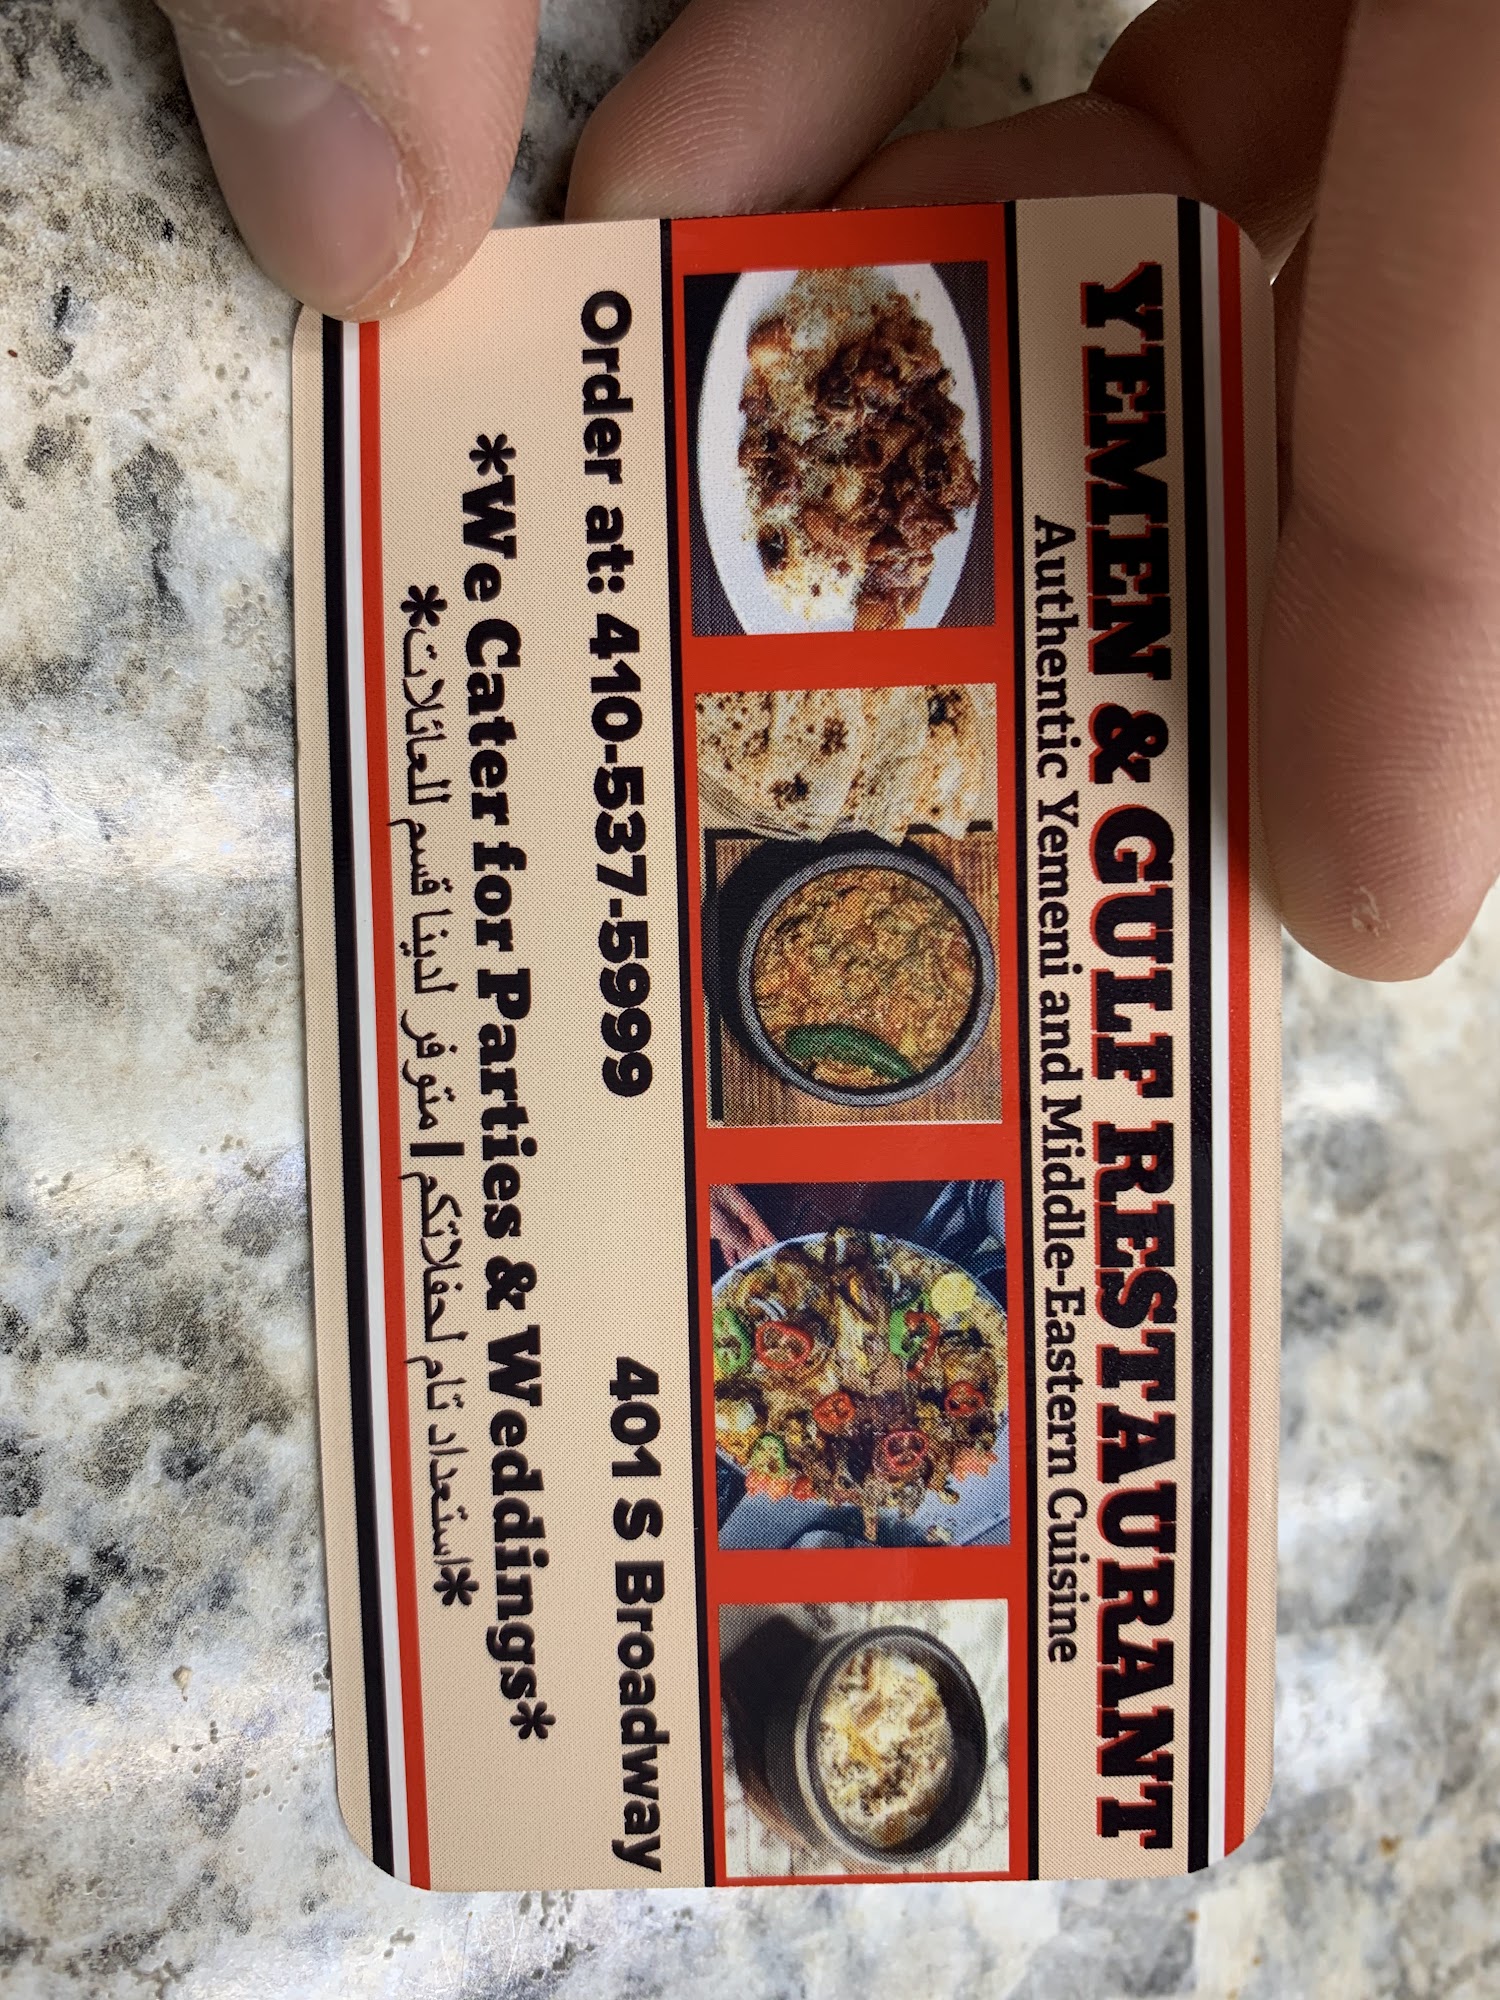 YEMEN & GULF RESTAURANT
Authentic Yemeni and Middle-Eastern Cuisine
Order at: 410-537-5999 401 S Broadway
*We Cater for Parties & Weddings*
*استعداد تام لحفلاتكم | متوفر لدينا قسم للعائلات*